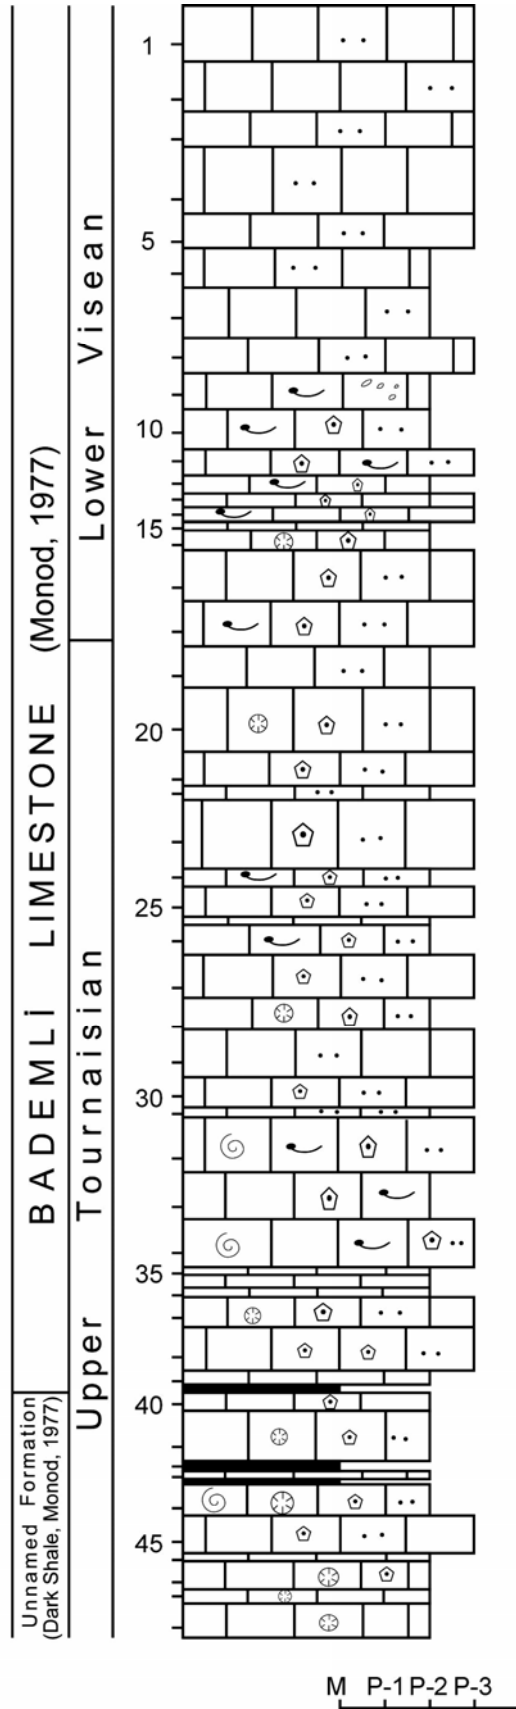 BADEMLİ LIMESTONE (Monod, 1977)
Unnamed Formation
(Dark Shale, Monod, 1977)
Lower Visean
Upper Tournaisian
1
5
10
15
20
25
30
35
40
45
M P-1 P-2 P-3